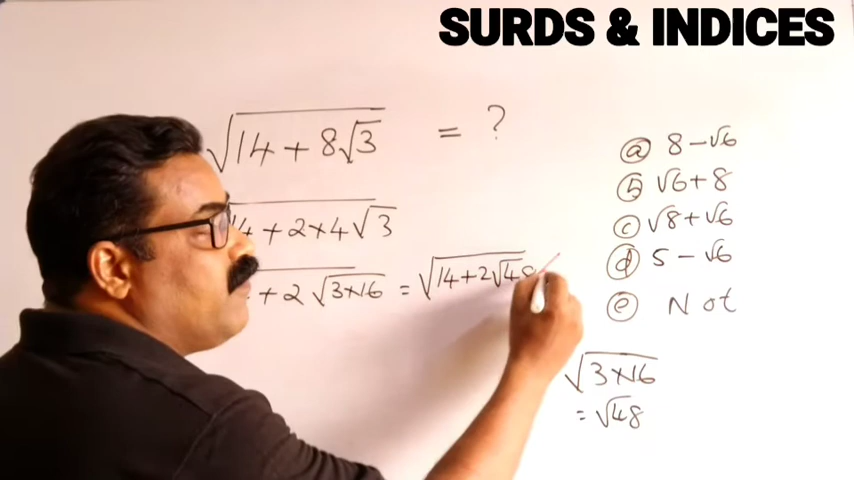 SURDS & INDICES
√14 + 8√3 = ?
4 + 2×4√3
+ 2 √3×16 = √14+2√48
ⓐ 8 − √6
ⓑ √6 + 8
ⓒ √8 + √6
ⓓ 5 − √6
ⓔ Not
√3×16
= √48